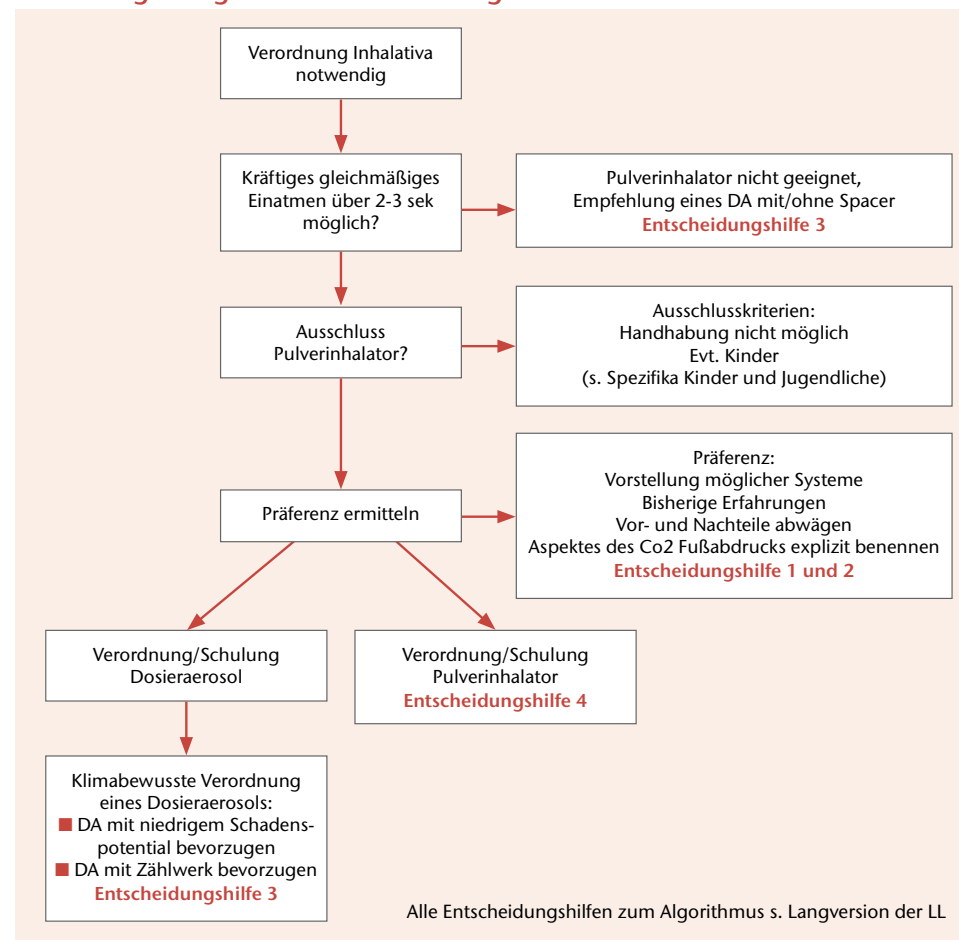 Verordnung Inhalativa
notwendig
Kräftiges gleichmäßiges
Einatmen über 2-3 sek
möglich?
Pulverinhalator nicht geeignet,
Empfehlung eines DA mit/ohne Spacer
Entscheidungshilfe 3
Ausschluss
Pulverinhalator?
Ausschlusskriterien:
Handhabung nicht möglich
Evt. Kinder
(s. Spezifika Kinder und Jugendliche)
Präferenz ermitteln
Präferenz:
Vorstellung möglicher Systeme
Bisherige Erfahrungen
Vor- und Nachteile abwägen
Aspektes des Co2 Fußabdrucks explizit benennen
Entscheidungshilfe 1 und 2
Verordnung/Schulung
Dosieraerosol
Verordnung/Schulung
Pulverinhalator
Entscheidungshilfe 4
Klimabewusste Verordnung
eines Dosieraerosols:
■ DA mit niedrigem Schadens-
potential bevorzugen
■ DA mit Zählwerk bevorzugen
Entscheidungshilfe 3
Alle Entscheidungshilfen zum Algorithmus s. Langversion der LL